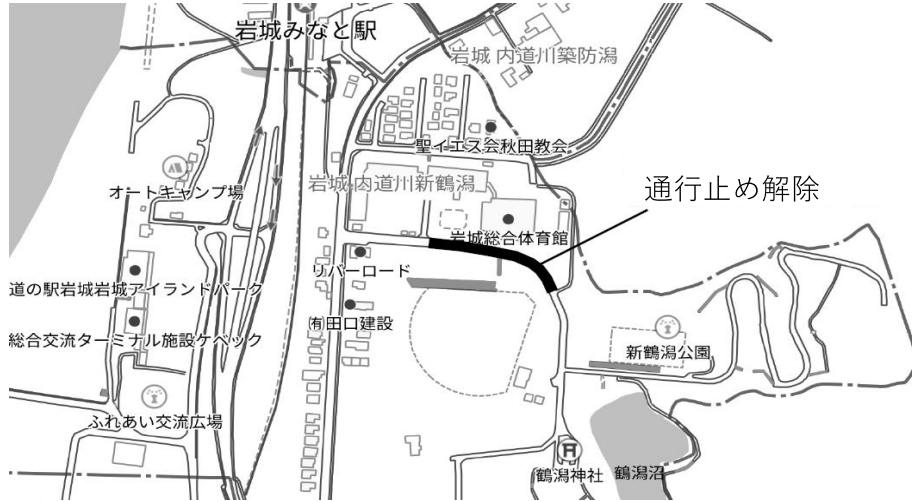 岩城みなと駅
岩城 内道川築防潟
聖イエス会秋田教会
岩城 内道川新鶴潟
通行止め解除
オートキャンプ場
岩城総合体育館
リバーロード
道の駅岩城岩城アイランドパーク
㈲田口建設
総合交流ターミナル施設ケベック
新鶴潟公園
ふれあい交流広場
鶴潟神社
鶴潟沼